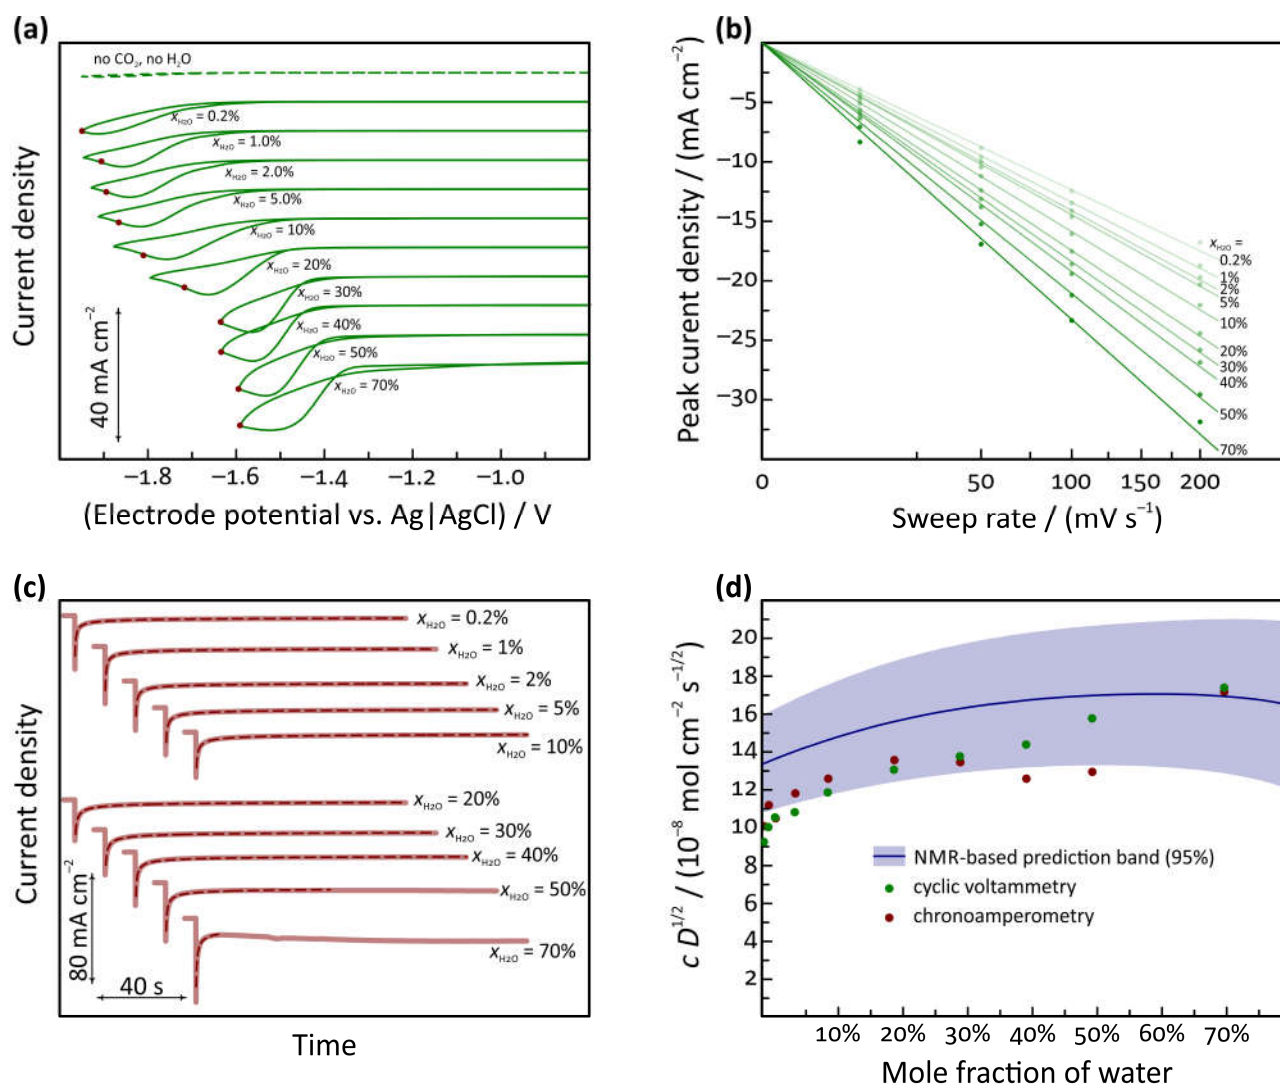 (a)
no CO2, no H2O
xH2O = 0.2%
xH2O = 1.0%
xH2O = 2.0%
xH2O = 5.0%
xH2O = 10%
xH2O = 20%
xH2O = 30%
xH2O = 40%
xH2O = 50%
xH2O = 70%
Current density
40 mA cm−2
−1.8
−1.6
−1.4
−1.2
−1.0
(Electrode potential vs. Ag|AgCl) / V
(b)
Peak curent density / (mA cm−2)
−5
−10
−15
−20
−25
−30
xH2O =
0.2%
1%
2%
5%
10%
20%
30%
40%
50%
70%
0
50
100
150
200
Sweep rate / (mV s−1)
(c)
xH2O = 0.2%
xH2O = 1%
xH2O = 2%
xH2O = 5%
xH2O = 10%
xH2O = 20%
xH2O = 30%
xH2O = 40%
xH2O = 50%
xH2O = 70%
Current density
80 mA cm−2
40 s
Time
(d)
c D1/2 / (10−8 mol cm−2 s−1/2)
20
18
16
14
12
10
8
6
4
2
NMR-based prediction band (95%)
cyclic voltammetry
chronoamperometry
10%
20%
30%
40%
50%
60%
70%
Mole fraction of water